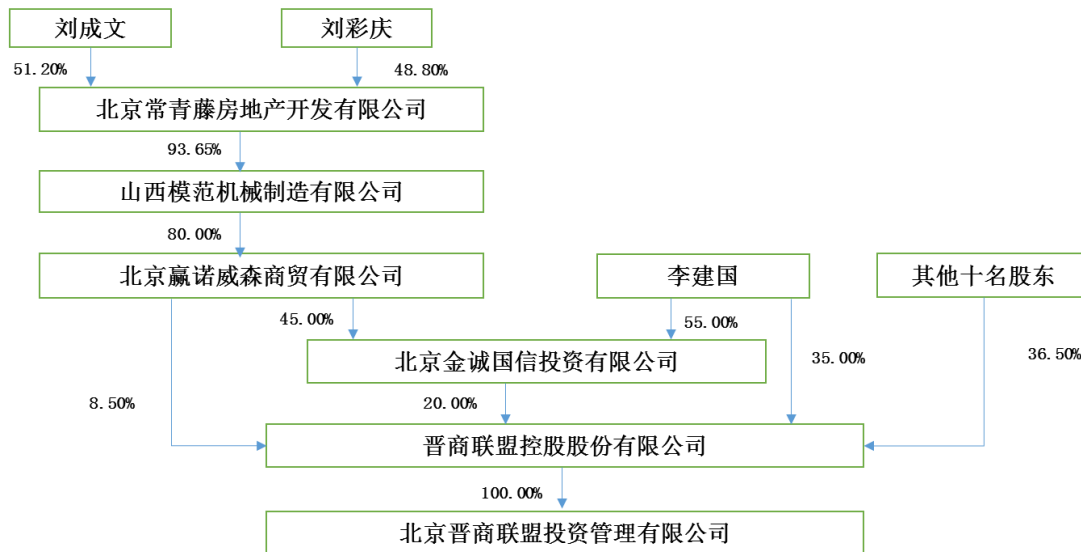 刘成文
刘彩庆
51.20%
48.80%
北京常青藤房地产开发有限公司
93.65%
山西模范机械制造有限公司
80.00%
北京赢诺威森商贸有限公司
李建国
其他十名股东
45.00%
55.00%
北京金诚国信投资有限公司
35.00%
36.50%
8.50%
20.00%
晋商联盟控股股份有限公司
100.00%
北京晋商联盟投资管理有限公司